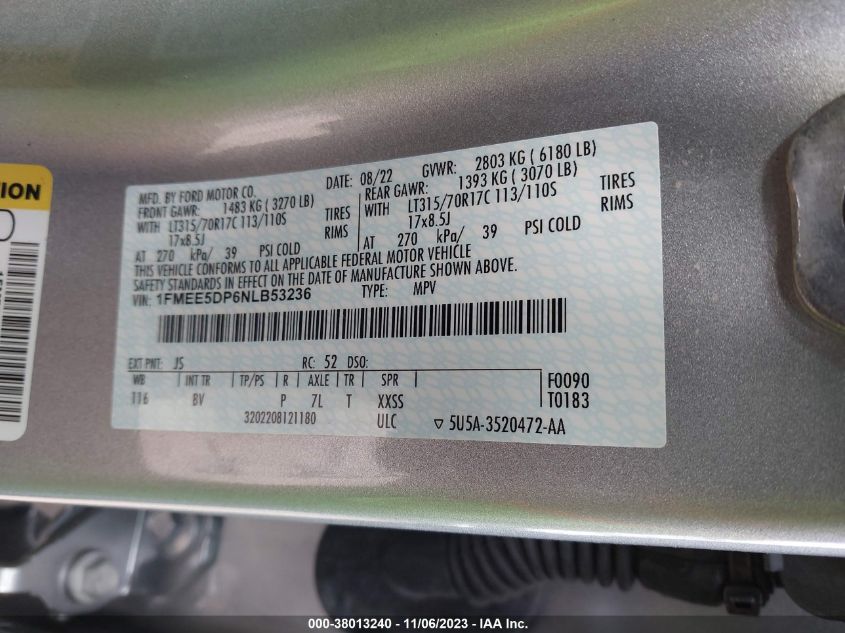 MFD. BY FORD MOTOR CO.
DATE: 08/22 GVWR: 2803 KG ( 6180 LB)
FRONT GAWR: 1483 KG ( 3270 LB)
REAR GAWR: 1393 KG ( 3070 LB)
WITH LT315/70R17C 113/110S TIRES
WITH LT315/70R17C 113/110S TIRES
17x8.5J RIMS
17x8.5J RIMS
AT 270 kPa/ 39 PSI COLD
AT 270 kPa/ 39 PSI COLD
THIS VEHICLE CONFORMS TO ALL APPLICABLE FEDERAL MOTOR VEHICLE
SAFETY STANDARDS IN EFFECT ON THE DATE OF MANUFACTURE SHOWN ABOVE.
VIN: 1FMEE5DP6NLB53236 TYPE: MPV
EXT PNT: JS RC: 52 DSO:
WB INT TR TP/PS R AXLE TR SPR F0090
116 BV P 7L T XXSS T0183
3202208121180 ULC ▽ 5U5A-3520472-AA
000-38013240 - 11/06/2023 - IAA Inc.